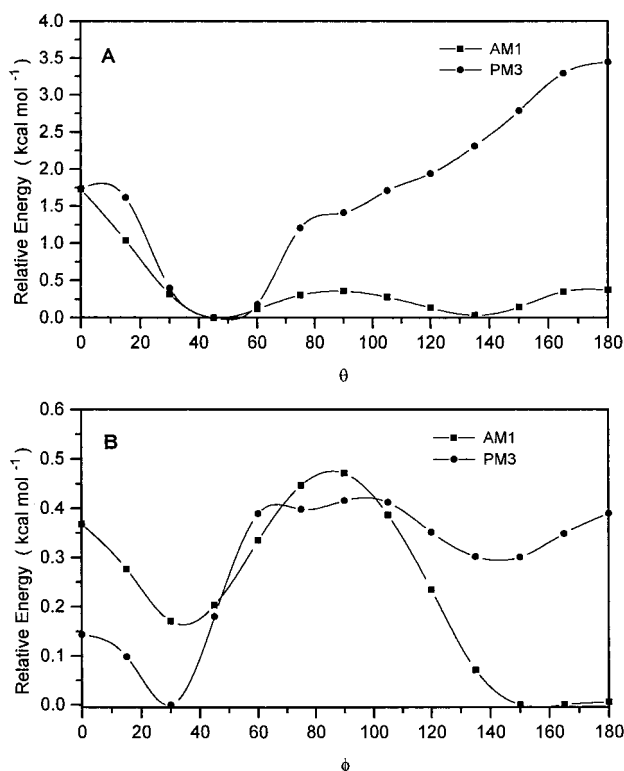 A
AM1
PM3
Relative Energy ( kcal mol ⁻¹ )
4.0
3.5
3.0
2.5
2.0
1.5
1.0
0.5
0.0
0 20 40 60 80 100 120 140 160 180
θ
B
AM1
PM3
Relative Energy ( kcal mol ⁻¹ )
0.6
0.5
0.4
0.3
0.2
0.1
0.0
0 20 40 60 80 100 120 140 160 180
ϕ